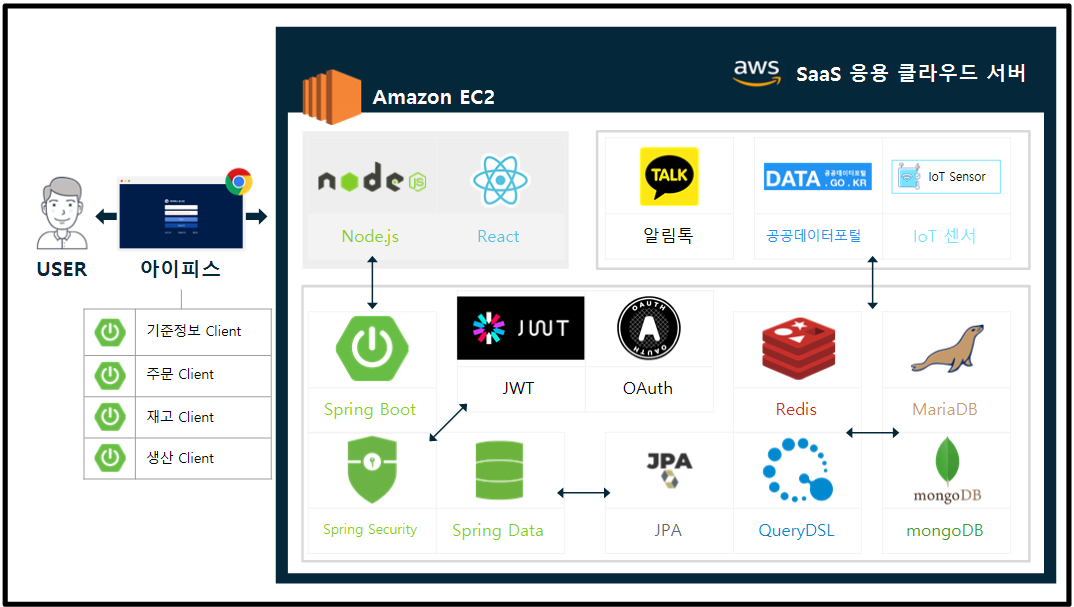 aws
SaaS 응용 클라우드 서버
Amazon EC2
node
JS
Node.js
React
TALK
알림톡
DATA 공공데이터포털
.GO.KR
공공데이터포털
IoT Sensor
IoT 센서
USER
아이피스
기준정보 Client
주문 Client
재고 Client
생산 Client
JWT
JWT
OAUTH
A
OAUTH
OAuth
Spring Boot
Redis
MariaDB
Spring Security
Spring Data
JPA
JPA
QueryDSL
mongoDB
mongoDB